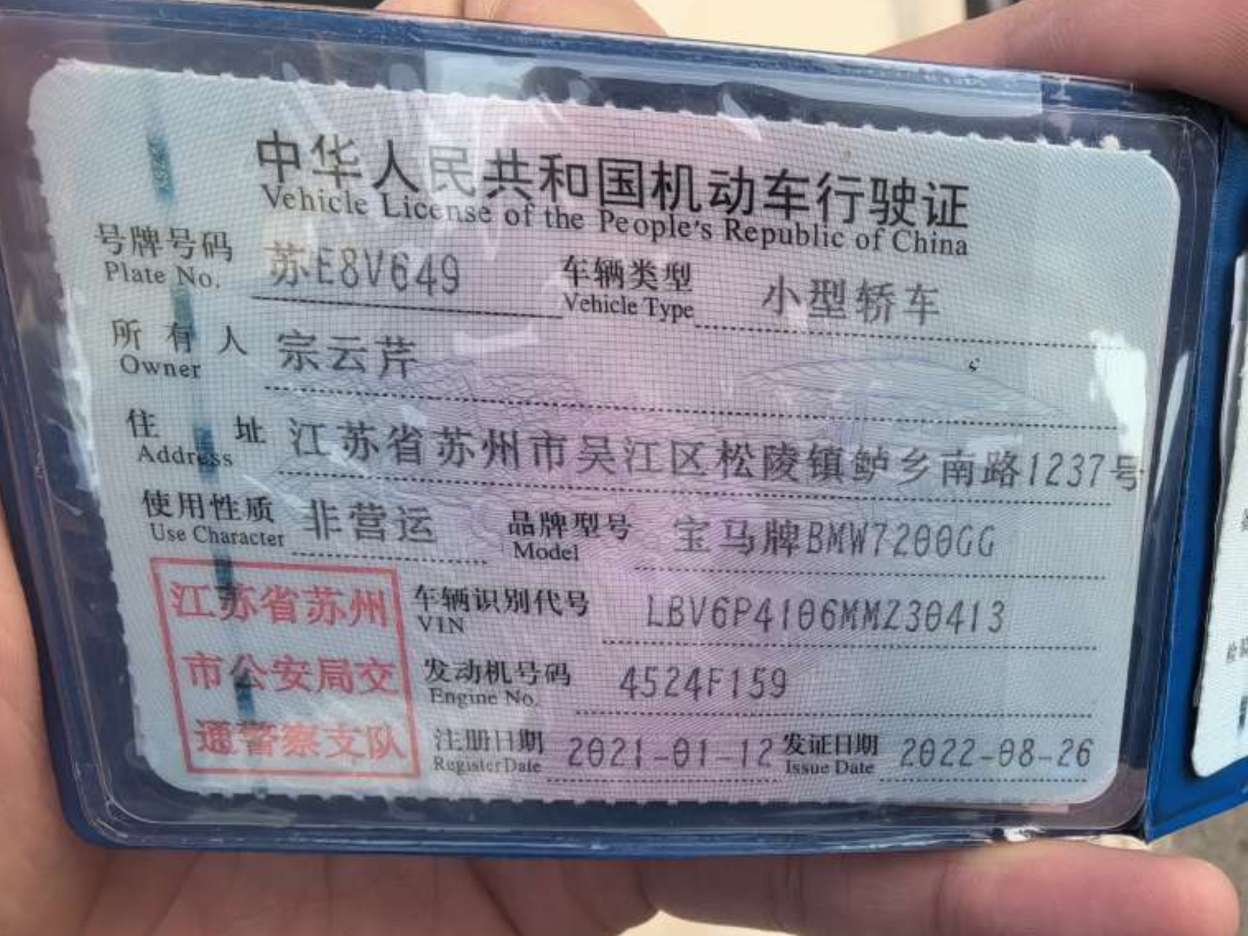 中华人民共和国机动车行驶证
Vehicle License of the People's Republic of China
号牌号码 苏E8V649 车辆类型 小型轿车
Plate No. Vehicle Type
所有人 宗云芹
Owner
住址 江苏省苏州市吴江区松陵镇鲈乡南路1237号
Address
使用性质 非营运 品牌型号 宝马牌BMW7200GG
Use Character Model
江苏省苏州
市公安局交
通警察支队
车辆识别代号 LBV6P4106MMZ30413
VIN
发动机号码 4524F159
Engine No.
注册日期 2021-01-12 发证日期 2022-08-26
Register Date Issue Date